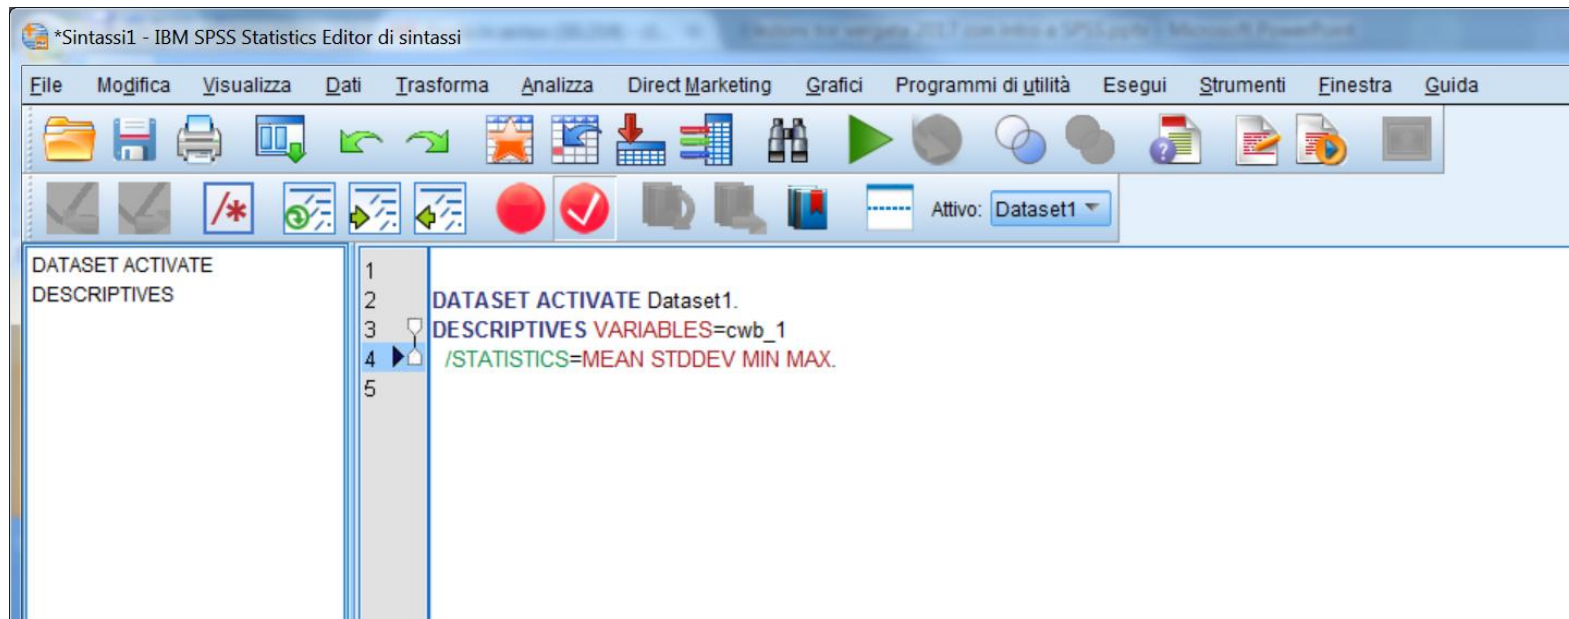 *Sintassi1 - IBM SPSS Statistics Editor di sintassi
File Modifica Visualizza Dati Trasforma Analizza Direct Marketing Grafici Programmi di utilità Esegui Strumenti Finestra Guida
/*
Attivo: Dataset1
DATASET ACTIVATE
DESCRIPTIVES
1
2 DATASET ACTIVATE Dataset1.
3 DESCRIPTIVES VARIABLES=cwb_1
4 /STATISTICS=MEAN STDDEV MIN MAX.
5